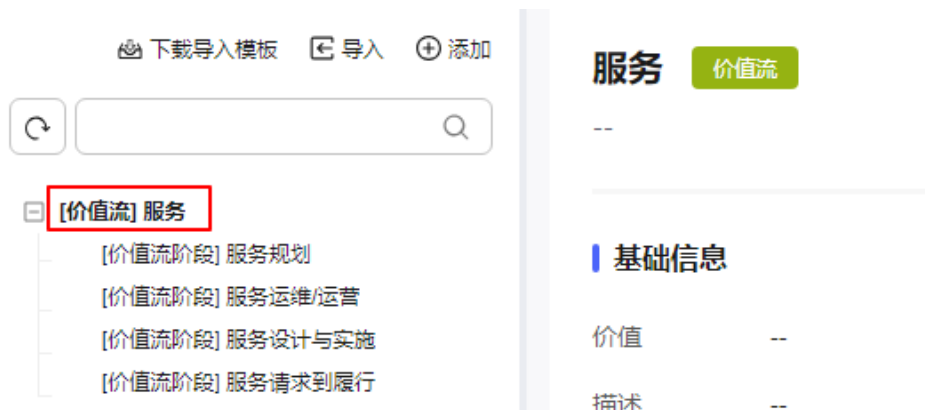 下载导入模板 导入 添加
[价值流] 服务
[价值流阶段] 服务规划
[价值流阶段] 服务运维/运营
[价值流阶段] 服务设计与实施
[价值流阶段] 服务请求到履行
服务 价值流
--
基础信息
价值 --
描述 --